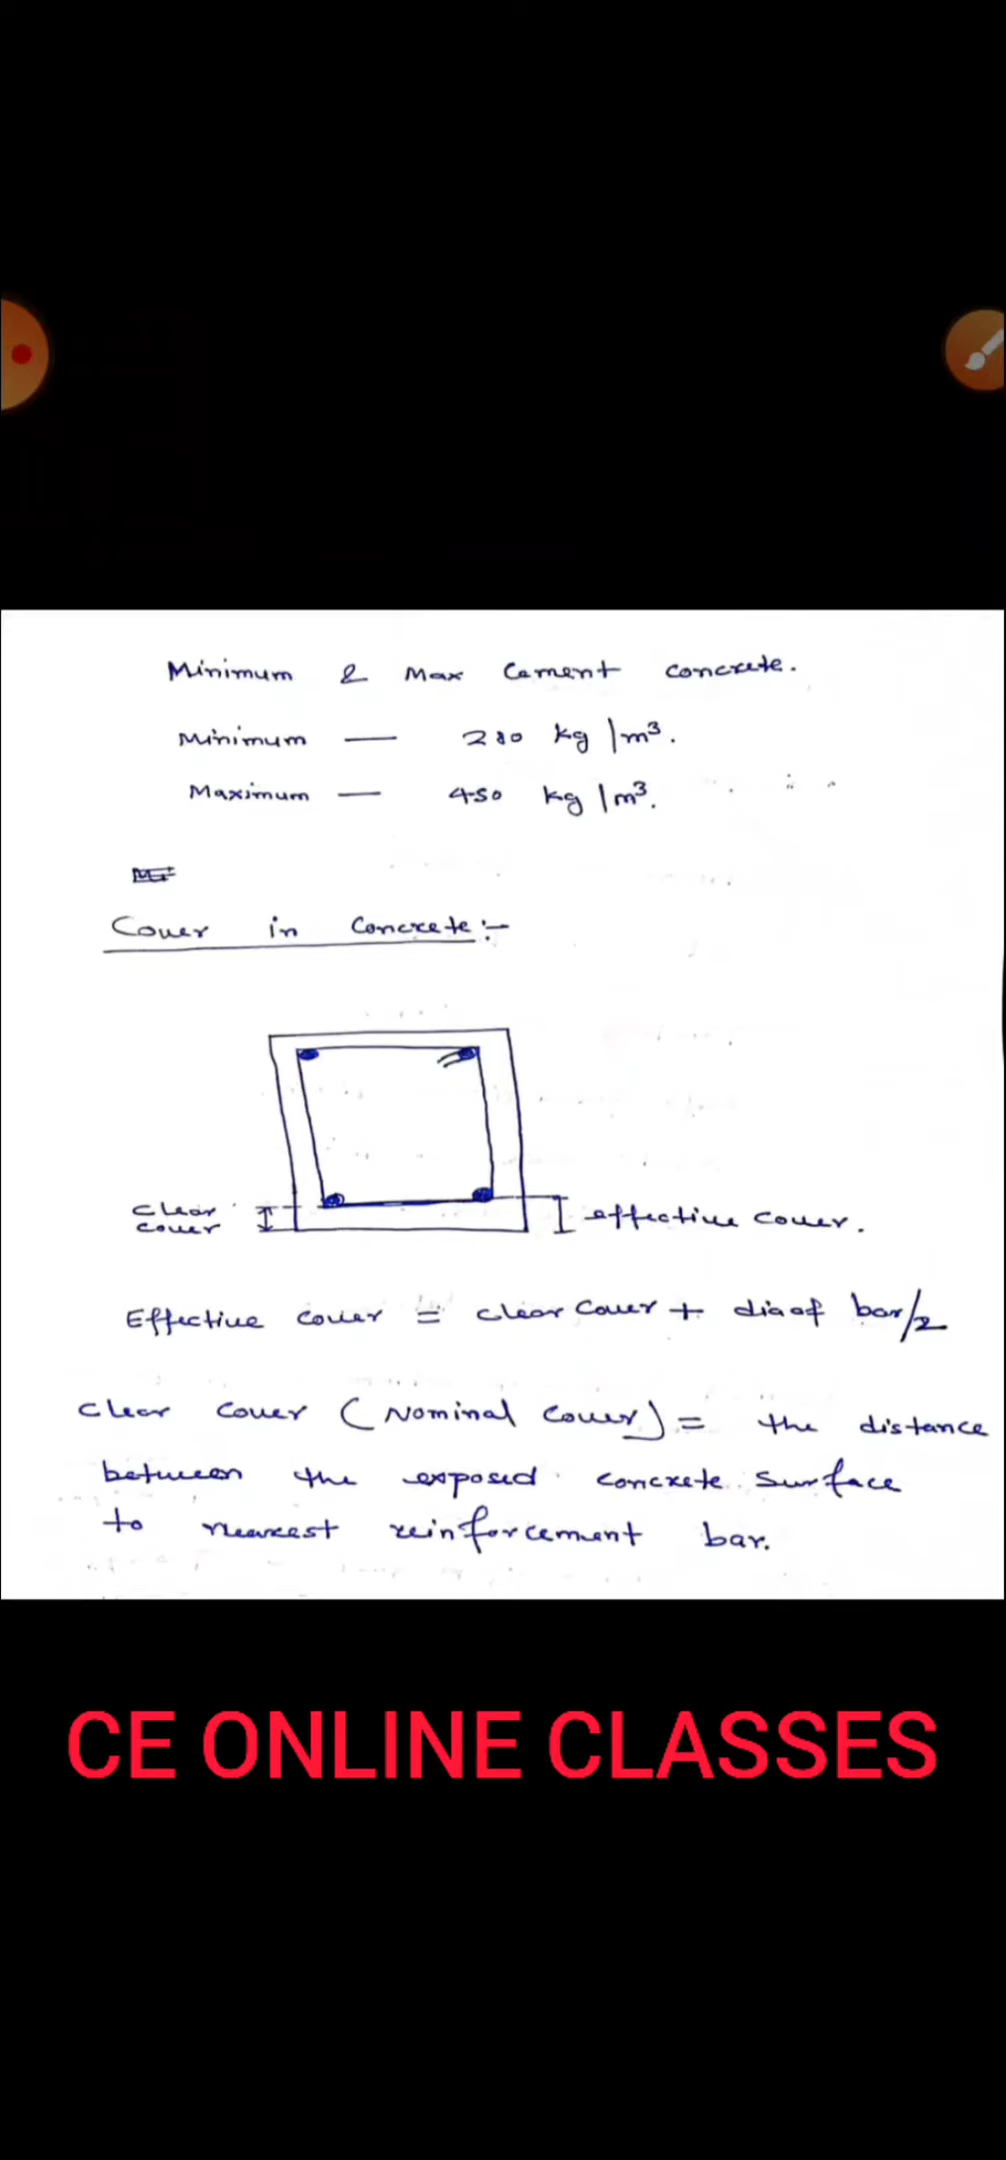 Minimum & Max Cement concrete.
Minimum — 280 kg/m³.
Maximum — 450 kg/m³.
Cover in Concrete :-
clear cover
effective cover.
Effective cover = clear cover + dia of bar/2
clear cover (Nominal cover) = the distance
between the exposed concrete surface
to nearest reinforcement bar.
CE ONLINE CLASSES